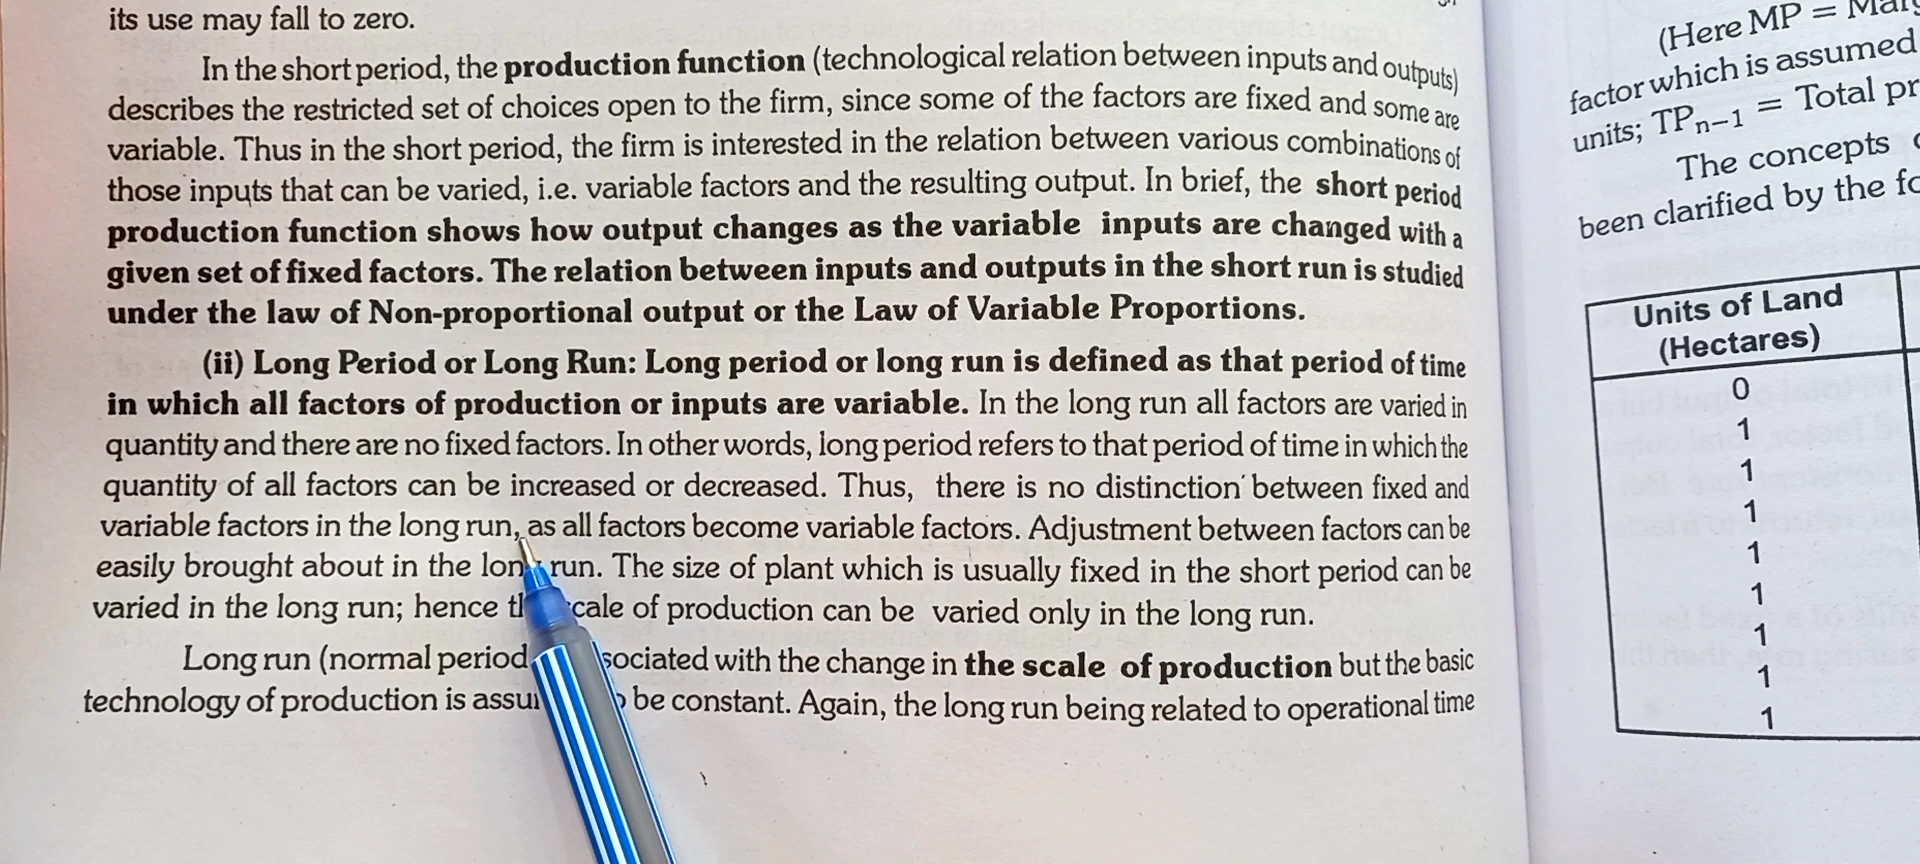 its use may fall to zero.
In the short period, the production function (technological relation between inputs and outputs)
describes the restricted set of choices open to the firm, since some of the factors are fixed and some are
variable. Thus in the short period, the firm is interested in the relation between various combinations of
those inputs that can be varied, i.e. variable factors and the resulting output. In brief, the short period
production function shows how output changes as the variable inputs are changed with a
given set of fixed factors. The relation between inputs and outputs in the short run is studied
under the law of Non-proportional output or the Law of Variable Proportions.
(ii) Long Period or Long Run: Long period or long run is defined as that period of time
in which all factors of production or inputs are variable. In the long run all factors are varied in
quantity and there are no fixed factors. In other words, long period refers to that period of time in which the
quantity of all factors can be increased or decreased. Thus, there is no distinction between fixed and
variable factors in the long run, as all factors become variable factors. Adjustment between factors can be
easily brought about in the run. The size of plant which is usually fixed in the short period can be
varied in the long run; hence of production can be varied only in the long run.
Long run (normal period with the change in the scale of production but the basic
technology of production is be constant. Again, the long run being related to operational time
(Here MP =
factor which is assumed
units; TPn−1 = Total
The concepts
been clarified by the
Units of Land
(Hectares)
0
1
1
1
1
1
1
1
1